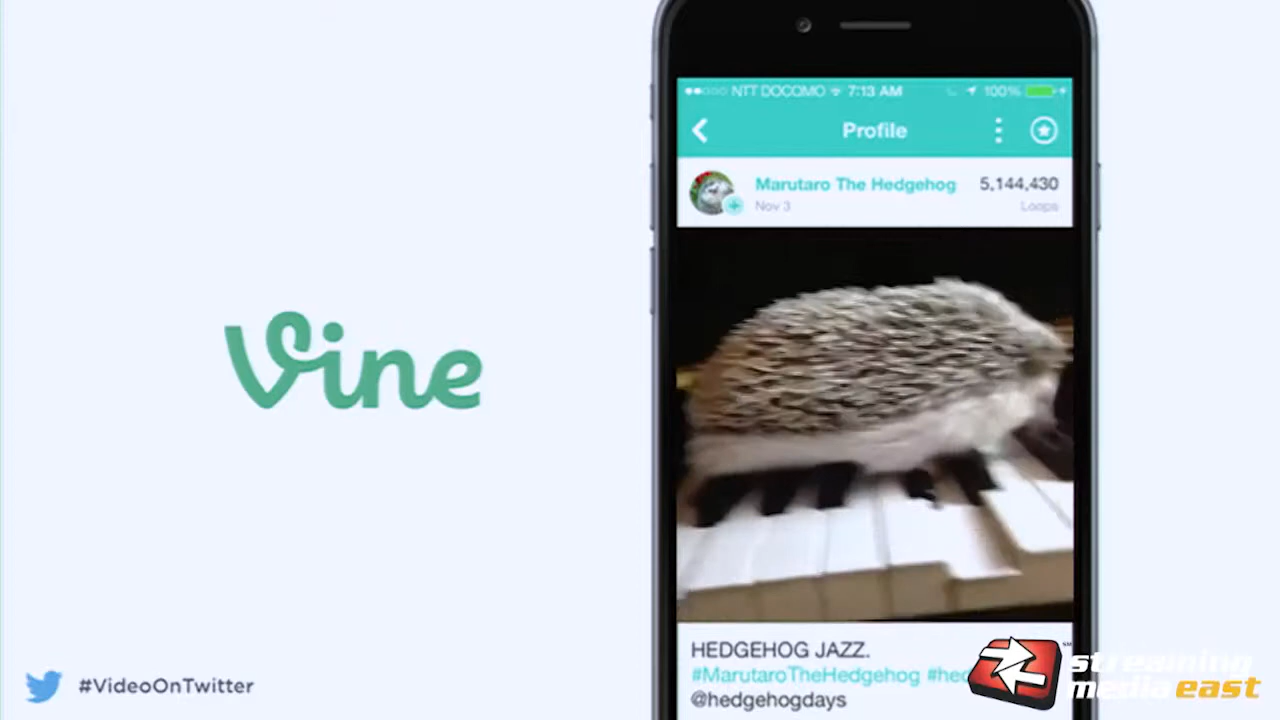 NTT DOCOMO 7:13 AM 100%
Profile
Marutaro The Hedgehog 5,144,430
Nov 3 Loops
Vine
HEDGEHOG JAZZ.
#MarutaroTheHedgehog
@hedgehogdays
#VideoOnTwitter
streaming
media east
SM